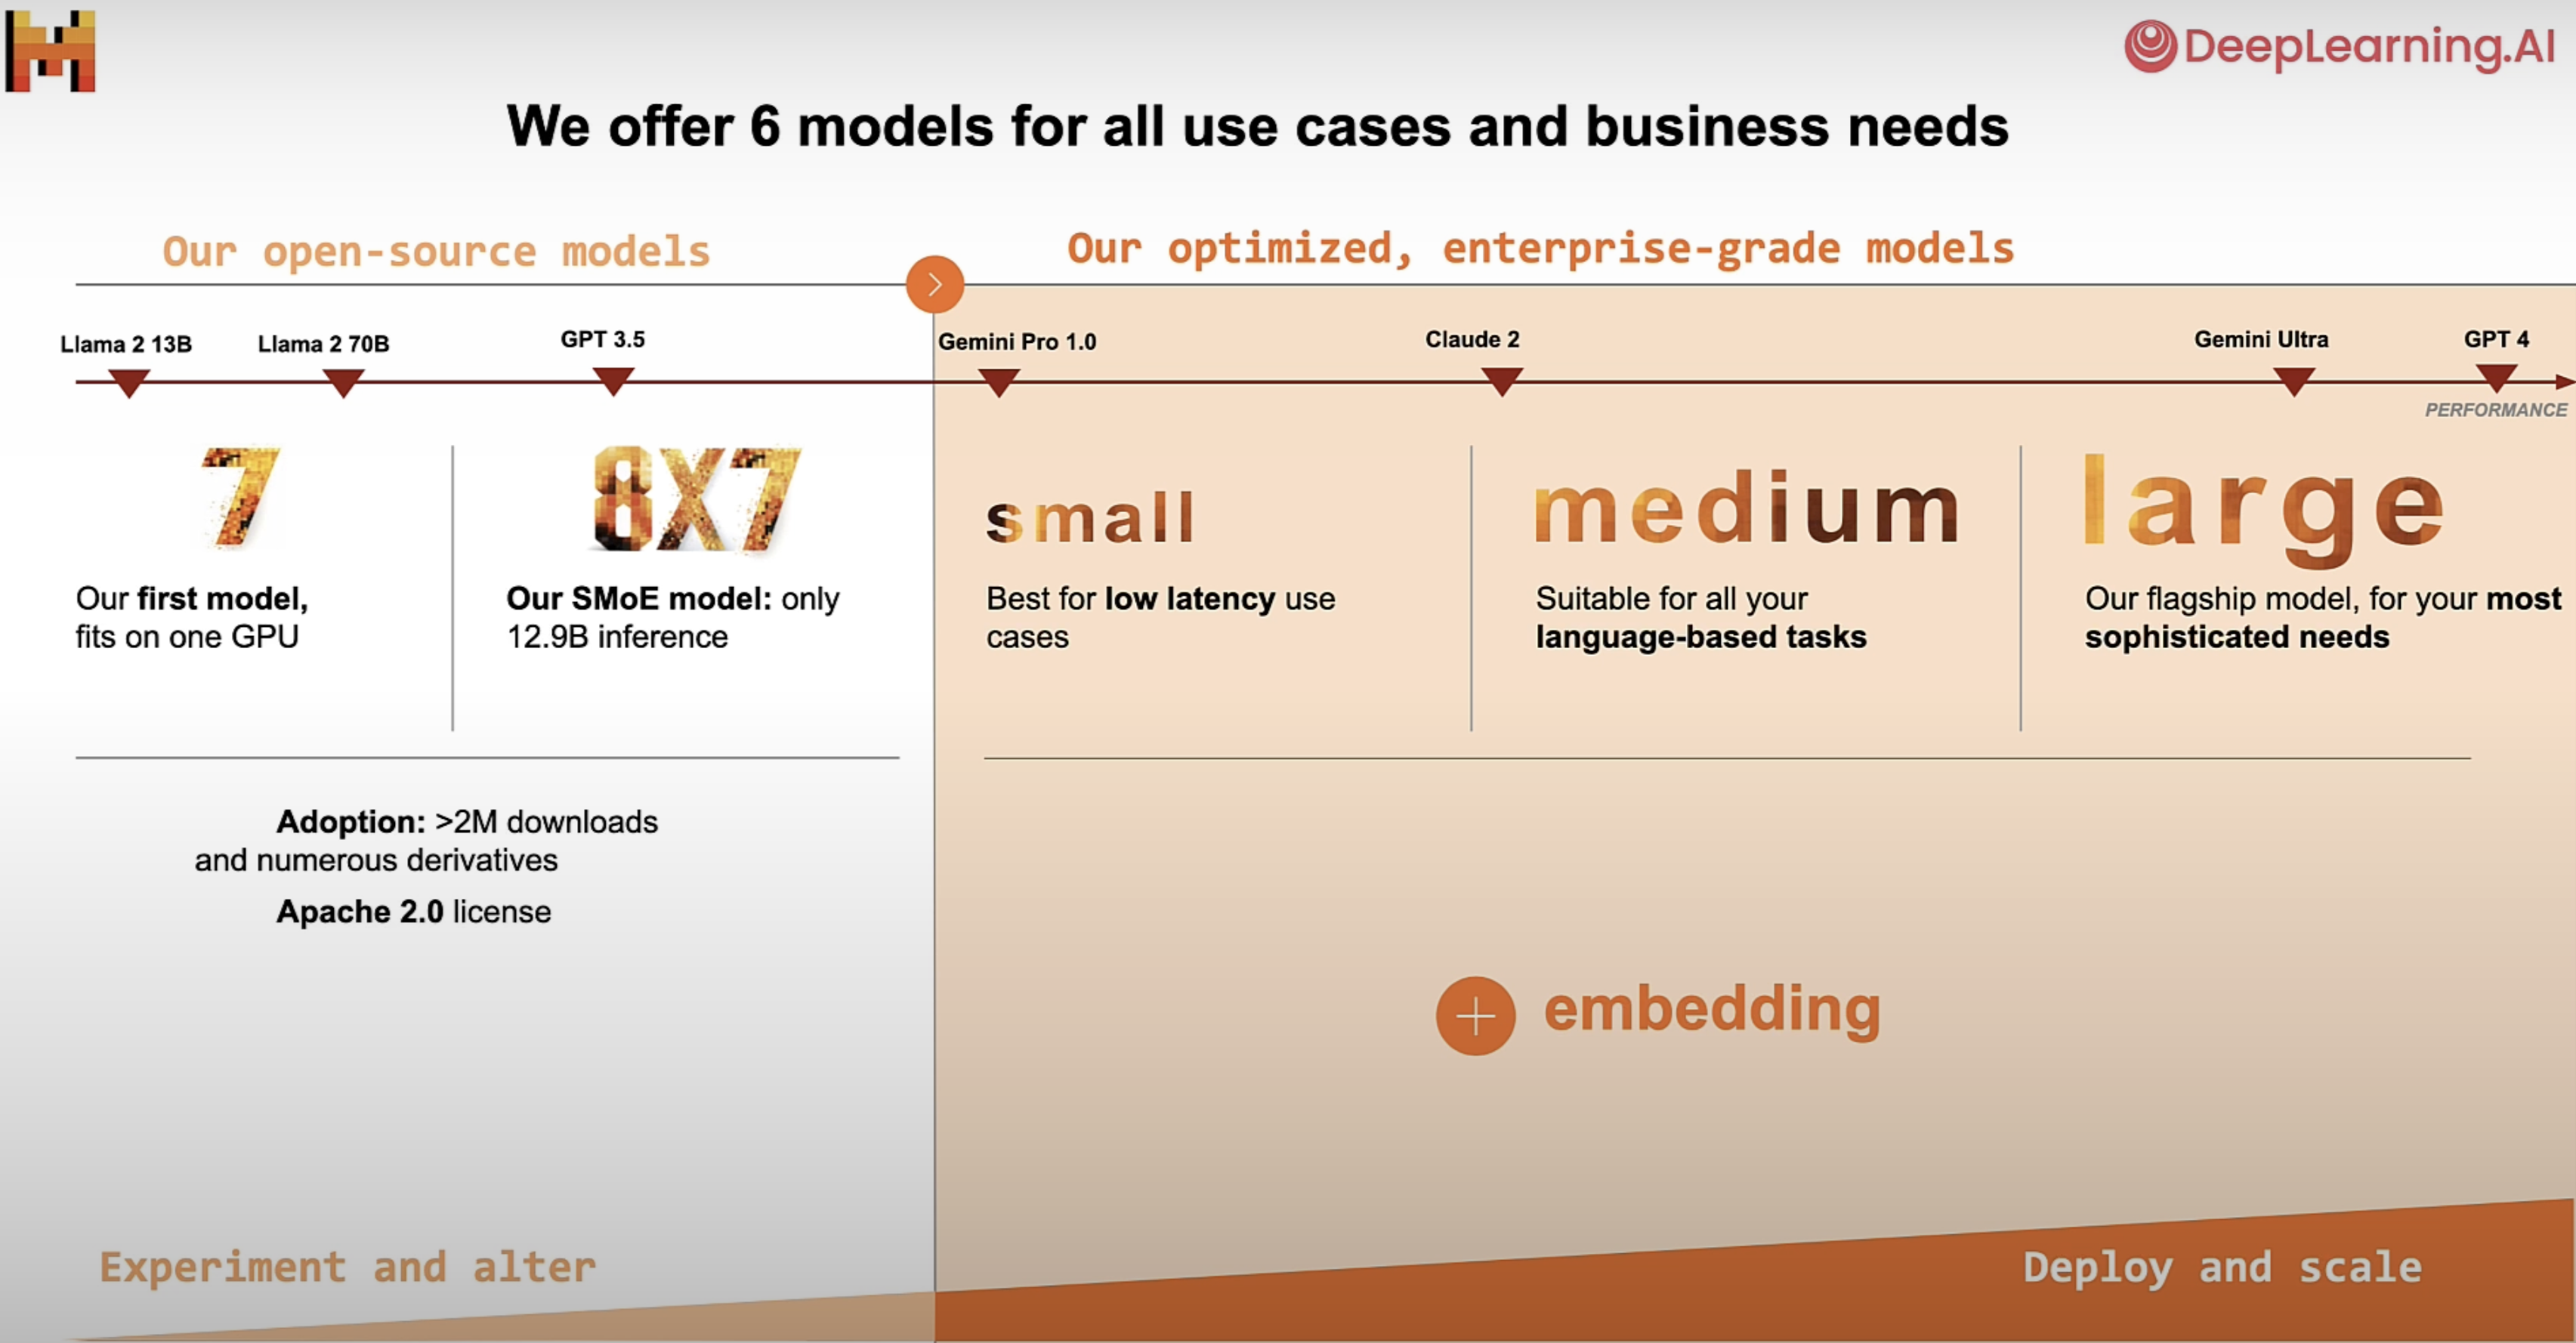 DeepLearning.AI
We offer 6 models for all use cases and business needs
Our open-source models
Our optimized, enterprise-grade models
Llama 2 13B
Llama 2 70B
GPT 3.5
Gemini Pro 1.0
Claude 2
Gemini Ultra
GPT 4
PERFORMANCE
7
Our first model,
fits on one GPU
8X7
Our SMoE model: only
12.9B inference
small
Best for low latency use
cases
medium
Suitable for all your
language-based tasks
large
Our flagship model, for your most
sophisticated needs
Adoption: >2M downloads
and numerous derivatives
Apache 2.0 license
embedding
Experiment and alter
Deploy and scale